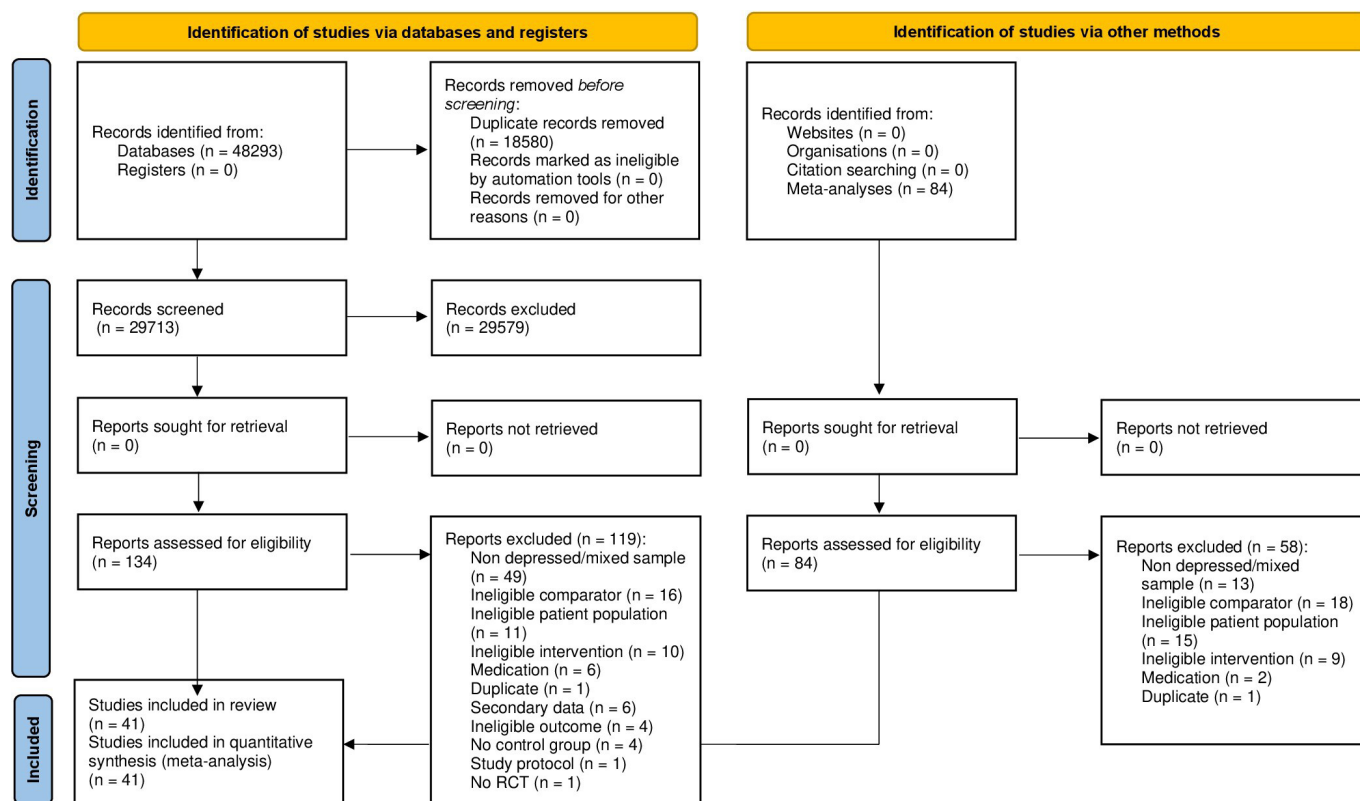 Identification of studies via databases and registers
Identification of studies via other methods
Identification
Records identified from:
Databases (n = 48293)
Registers (n = 0)
Records removed before
screening:
Duplicate records removed
(n = 18580)
Records marked as ineligible
by automation tools (n = 0)
Records removed for other
reasons (n = 0)
Records identified from:
Websites (n = 0)
Organisations (n = 0)
Citation searching (n = 0)
Meta-analyses (n = 84)
Screening
Records screened
(n = 29713)
Records excluded
(n = 29579)
Reports sought for retrieval
(n = 0)
Reports not retrieved
(n = 0)
Reports sought for retrieval
(n = 0)
Reports not retrieved
(n = 0)
Reports assessed for eligibility
(n = 134)
Reports excluded (n = 119):
Non depressed/mixed sample
(n = 49)
Ineligible comparator (n = 16)
Ineligible patient population
(n = 11)
Ineligible intervention (n = 10)
Medication (n = 6)
Duplicate (n = 1)
Secondary data (n = 6)
Ineligible outcome (n = 4)
No control group (n = 4)
Study protocol (n = 1)
No RCT (n = 1)
Reports assessed for eligibility
(n = 84)
Reports excluded (n = 58):
Non depressed/mixed
sample (n = 13)
Ineligible comparator (n = 18)
Ineligible patient population
(n = 15)
Ineligible intervention (n = 9)
Medication (n = 2)
Duplicate (n = 1)
Included
Studies included in review
(n = 41)
Studies included in quantitative
synthesis (meta-analysis)
(n = 41)